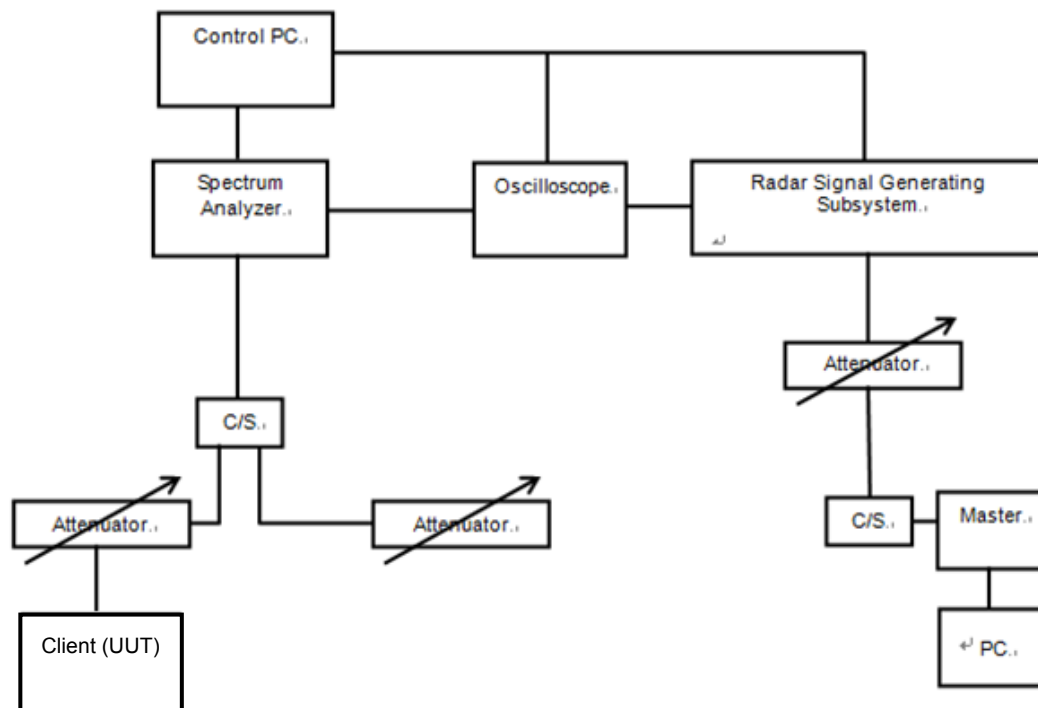 Control PC.
Spectrum
Analyzer.
Oscilloscope.
Radar Signal Generating
Subsystem.
Attenuator.
C/S.
Attenuator.
Attenuator.
C/S.
Master.
Client (UUT)
PC.